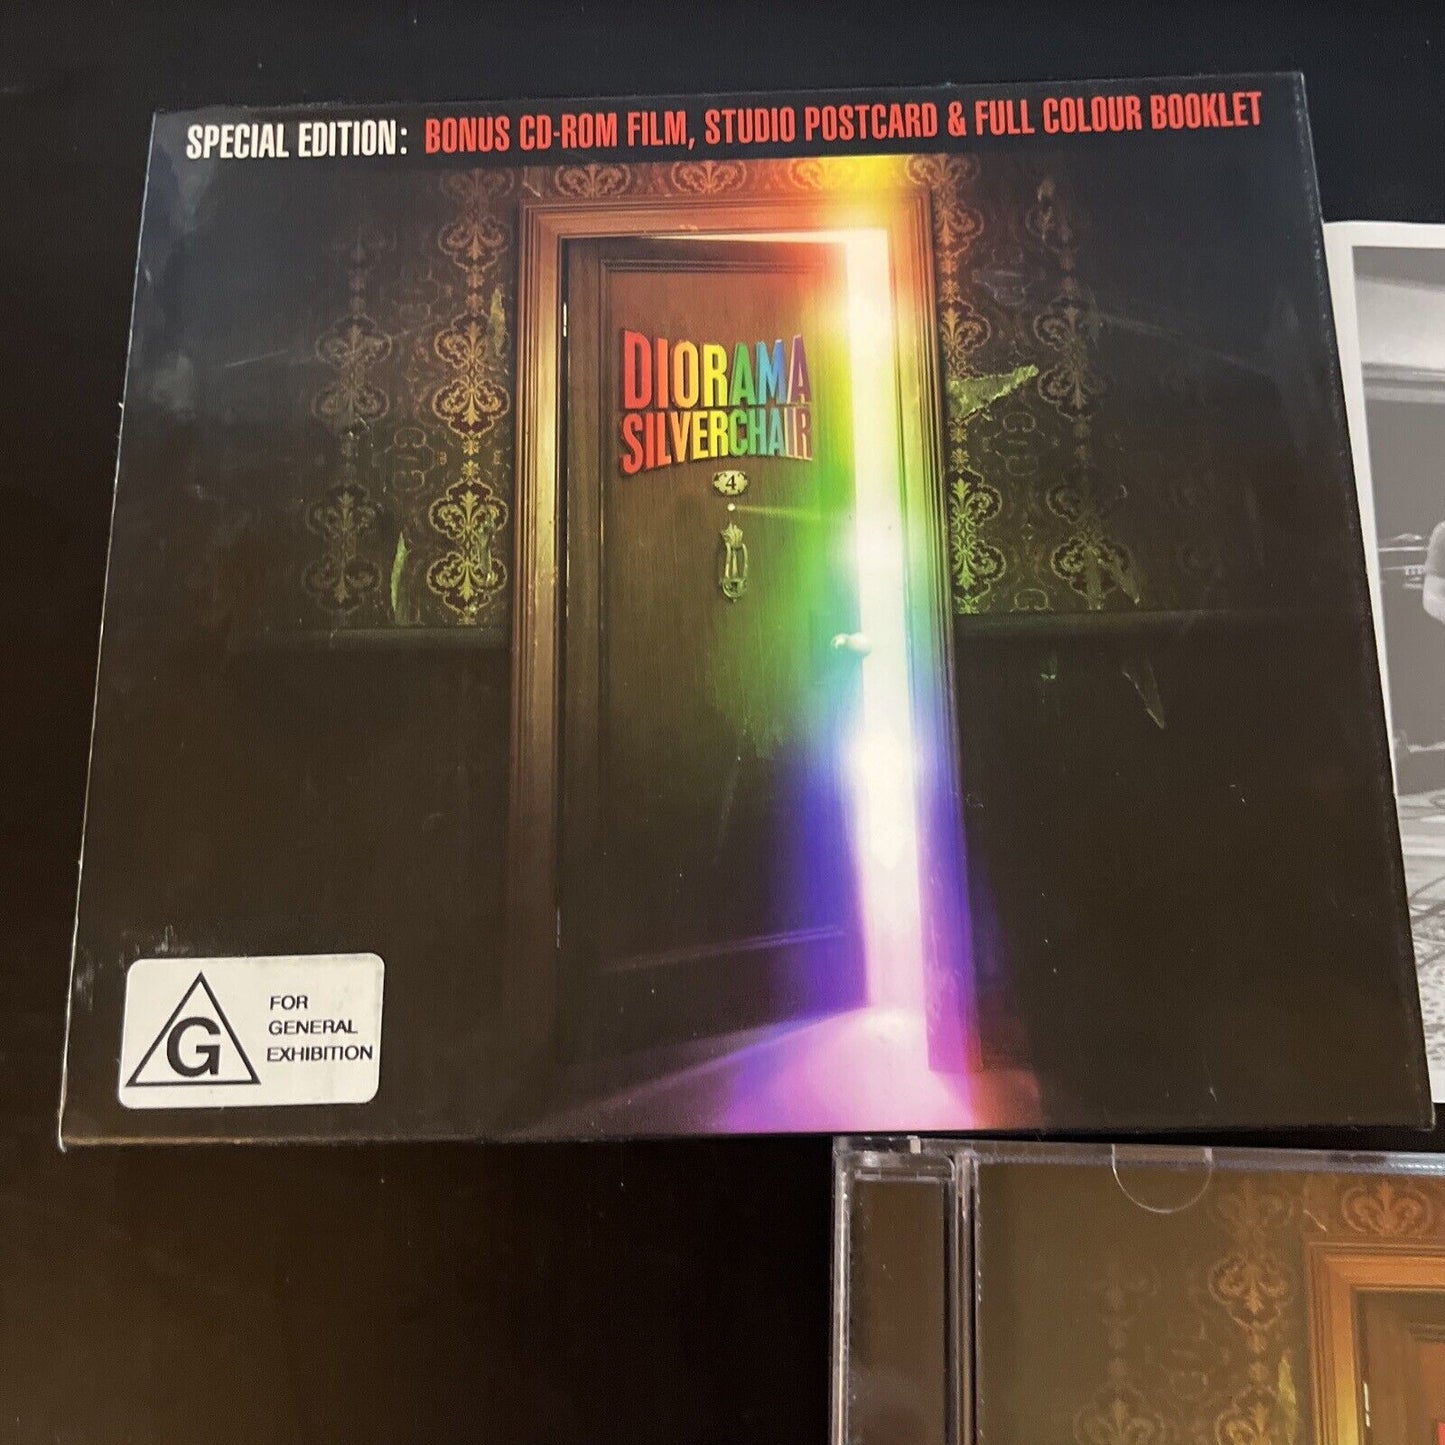 SPECIAL EDITION: BONUS CD-ROM FILM, STUDIO POSTCARD & FULL COLOUR BOOKLET
DIORAMA
SILVERCHAIR
4
G
FOR
GENERAL
EXHIBITION